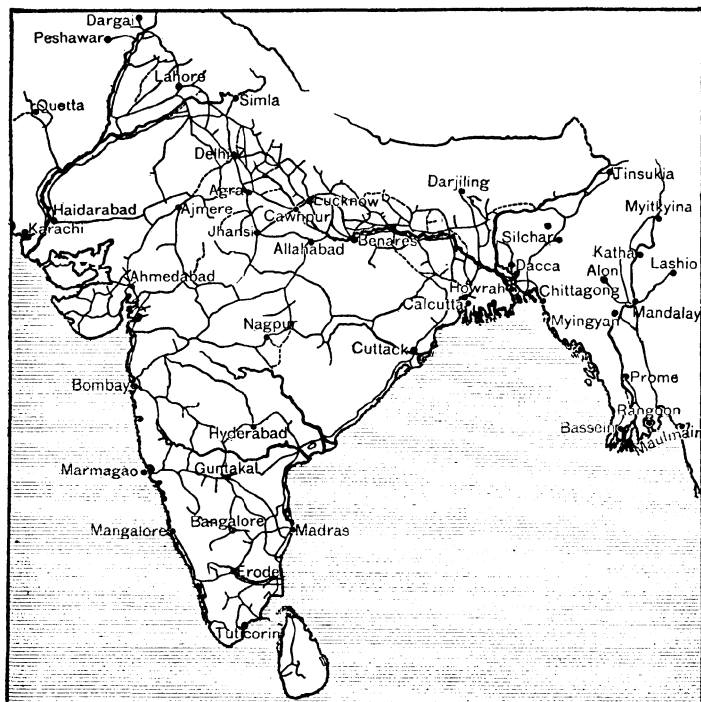 Dargai
Peshawar
Lahore
Quetta
Simla
Delhi
Tinsukia
Agra
Lucknow
Darjiling
Haidarabad
Ajmere
Cawnpur
Myitkyina
Karachi
Jhansi
Silchar
Allahabad
Benares
Katha
Lashio
Ahmedabad
Dacca
Alon
Howrah
Calcutta
Chittagong
Mandalay
Nagpur
Myingyan
Cuttack
Bombay
Prome
Rangoon
Hyderabad
Bassein
Maulmain
Marmagao
Guntakal
Mangalore
Bangalore
Madras
Erode
Tuticorin